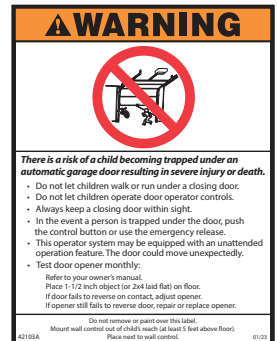 WARNING
There is a risk of a child becoming trapped under an
automatic garage door resulting in severe injury or death.
• Do not let children walk or run under a closing door.
• Do not let children operate door operator controls.
• Always keep a closing door within sight.
• In the event a person is trapped under the door, push
the control button or use the emergency release.
• This operator system may be equipped with an unattended
operation feature. The door could move unexpectedly.
• Test door opener monthly:
Refer to your owner's manual.
Place 1-1/2 inch object (or 2x4 laid flat) on floor.
If door fails to reverse on contact, adjust opener.
If opener still fails to reverse door, repair or replace opener.
Do not remove or paint over this label.
Mount wall control out of child's reach (at least 5 feet above floor).
42103A Place next to wall control. 01/23